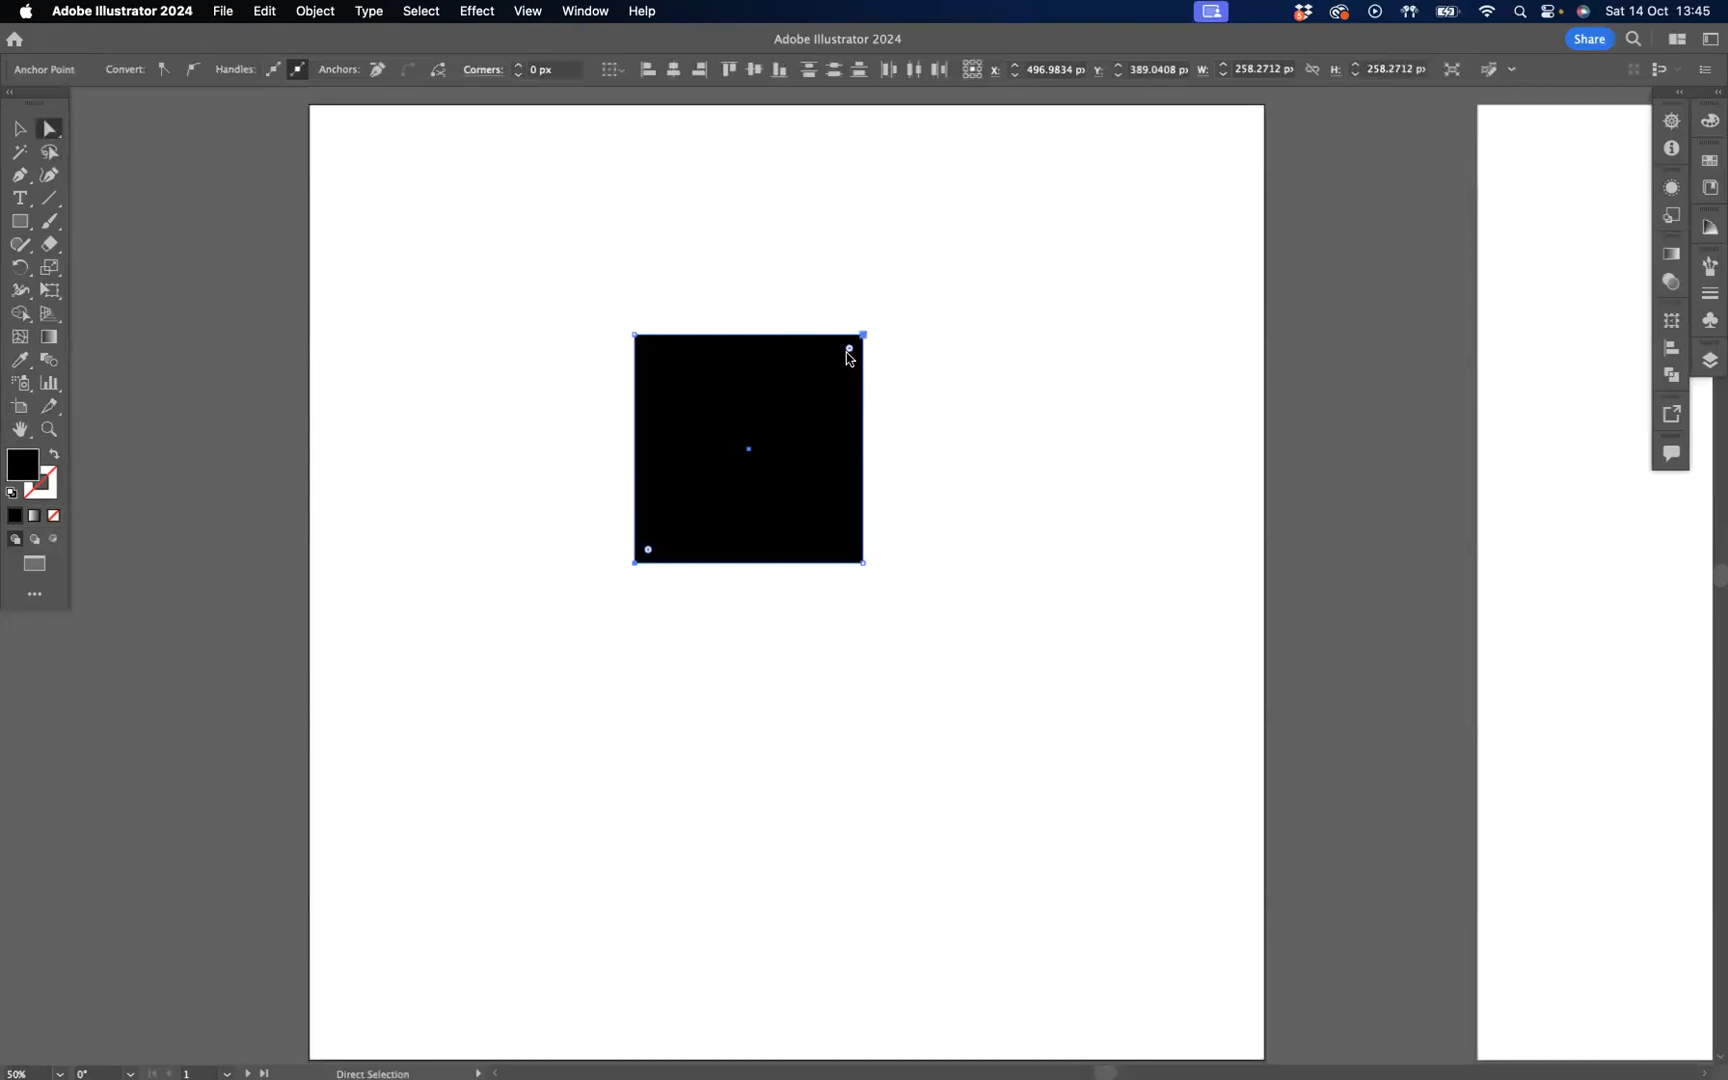 Adobe Illustrator 2024 File Edit Object Type Select Effect View Window Help Sat 14 Oct 13:45
Adobe Illustrator 2024 Share
Anchor Point Convert: Handles: Anchors: Corners: 0 px X: 496.9834 p Y: 389.0408 p W: 258.2712 p H: 258.2712 p
50% 0° 1 Direct Selection